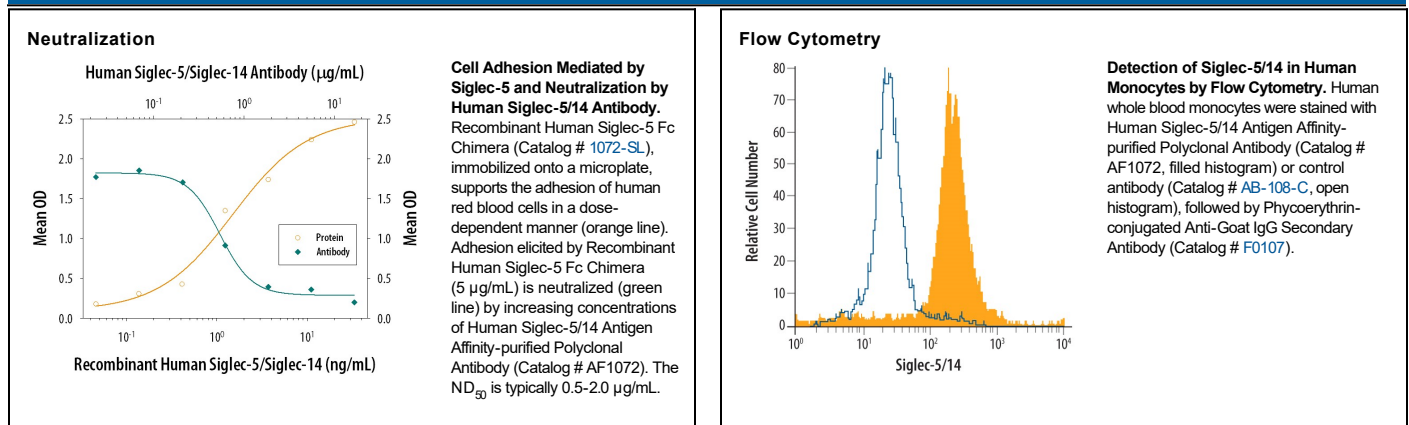 Neutralization
Human Siglec-5/Siglec-14 Antibody (µg/mL)
10-1 100 101
2.5 2.5
2.0 2.0
1.5 1.5
1.0 1.0
0.5 0.5
0.0 0.0
Mean OD
Mean OD
Protein
Antibody
10-1 100 101
Recombinant Human Siglec-5/Siglec-14 (ng/mL)
Cell Adhesion Mediated by
Siglec-5 and Neutralization by
Human Siglec-5/14 Antibody.
Recombinant Human Siglec-5 Fc
Chimera (Catalog # 1072-SL),
immobilized onto a microplate,
supports the adhesion of human
red blood cells in a dose-
dependent manner (orange line).
Adhesion elicited by Recombinant
Human Siglec-5 Fc Chimera
(5 µg/mL) is neutralized (green
line) by increasing concentrations
of Human Siglec-5/14 Antigen
Affinity-purified Polyclonal
Antibody (Catalog # AF1072). The
ND50 is typically 0.5-2.0 µg/mL.
Flow Cytometry
80
70
60
50
40
30
20
10
0
Relative Cell Number
100 101 102 103 104
Siglec-5/14
Detection of Siglec-5/14 in Human
Monocytes by Flow Cytometry. Human
whole blood monocytes were stained with
Human Siglec-5/14 Antigen Affinity-
purified Polyclonal Antibody (Catalog #
AF1072, filled histogram) or control
antibody (Catalog # AB-108-C, open
histogram), followed by Phycoerythrin-
conjugated Anti-Goat IgG Secondary
Antibody (Catalog # F0107).